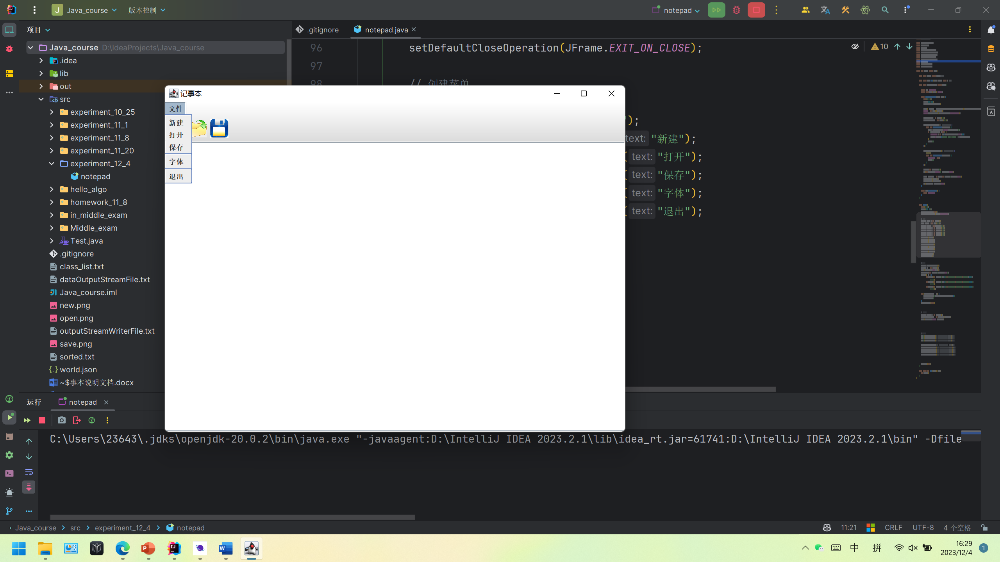 J Java_course 版本控制 notepad
项目
.gitignore notepad.java
Java_course D:\IdeaProjects\Java_course
.idea
lib
out
src
experiment_10_25
experiment_11_1
experiment_11_8
experiment_11_20
experiment_12_4
notepad
hello_algo
homework_11_8
in_middle_exam
Middle_exam
Test.java
.gitignore
class_list.txt
dataOutputStreamFile.txt
Java_course.iml
new.png
open.png
outputStreamWriterFile.txt
save.png
sorted.txt
world.json
~$事本说明文档.docx
96 setDefaultCloseOperation(JFrame.EXIT_ON_CLOSE);
10
97
98 // 创建菜单
");
text: "新建");
( text: "打开");
( text: "保存");
( text: "字体");
( text: "退出");
记事本
文件
新建
打开
保存
字体
退出
运行 notepad
C:\Users\23643\.jdks\openjdk-20.0.2\bin\java.exe "-javaagent:D:\IntelliJ IDEA 2023.2.1\lib\idea_rt.jar=61741:D:\IntelliJ IDEA 2023.2.1\bin" -Dfile
Java_course src experiment_12_4 notepad
11:21 CRLF UTF-8 4 个空格
中 拼
16:29
2023/12/4
1